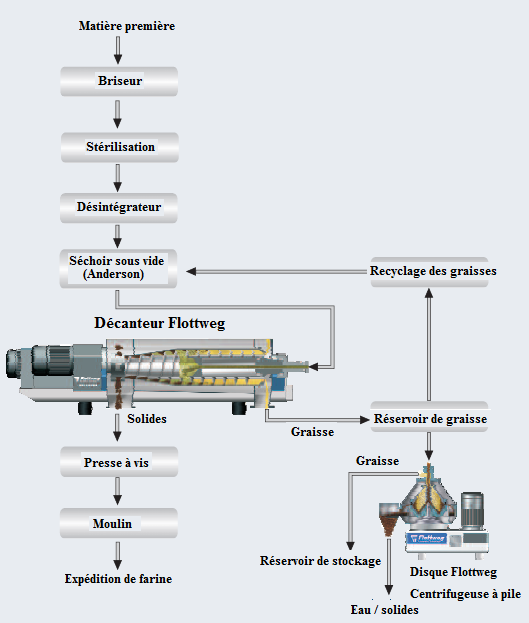 Matière première
Briseur
Stérilisation
Désintégrateur
Séchoir sous vide
(Anderson)
Recyclage des graisses
Décanteur Flottweg
Solides
Graisse
Réservoir de graisse
Presse à vis
Graisse
Moulin
Flottweg
Réservoir de stockage
Disque Flottweg
Expédition de farine
Centrifugeuse à pile
Eau / solides